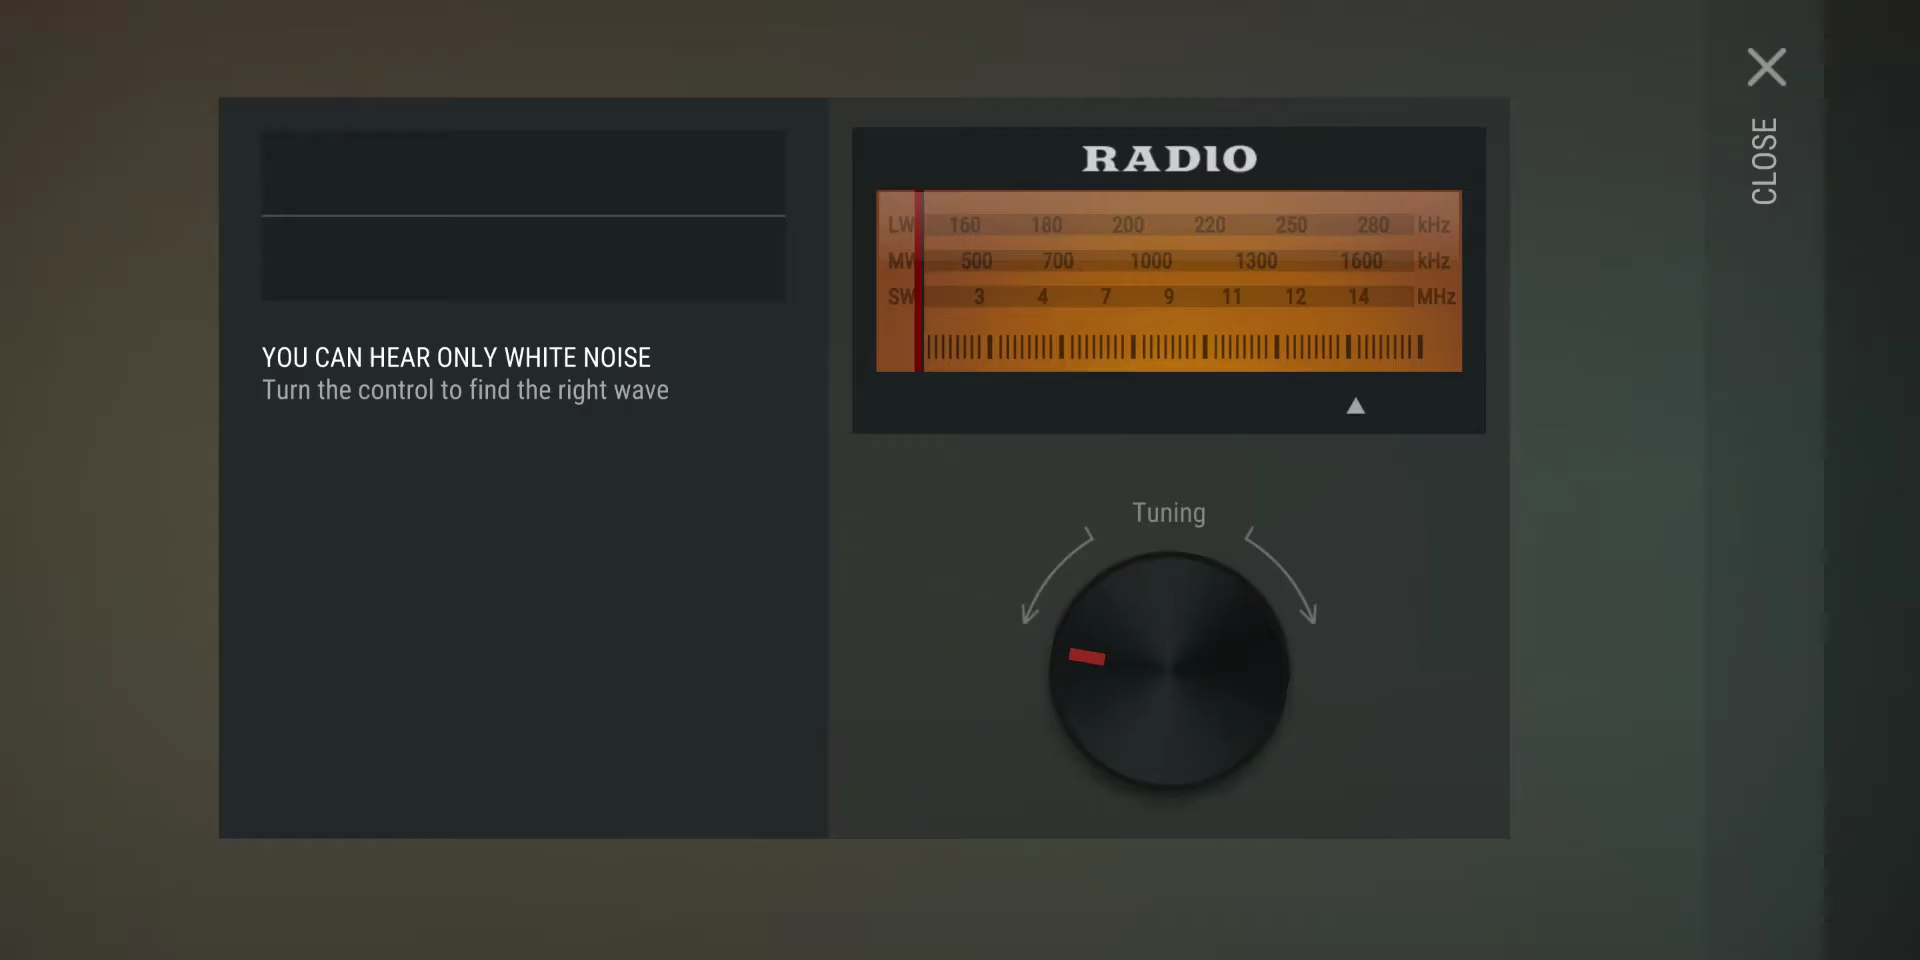 CLOSE
RADIO
LW 160 180 200 220 250 280 kHz
MW 500 700 1000 1300 1600 kHz
SW 3 4 7 9 11 12 14 MHz
YOU CAN HEAR ONLY WHITE NOISE
Turn the control to find the right wave
Tuning